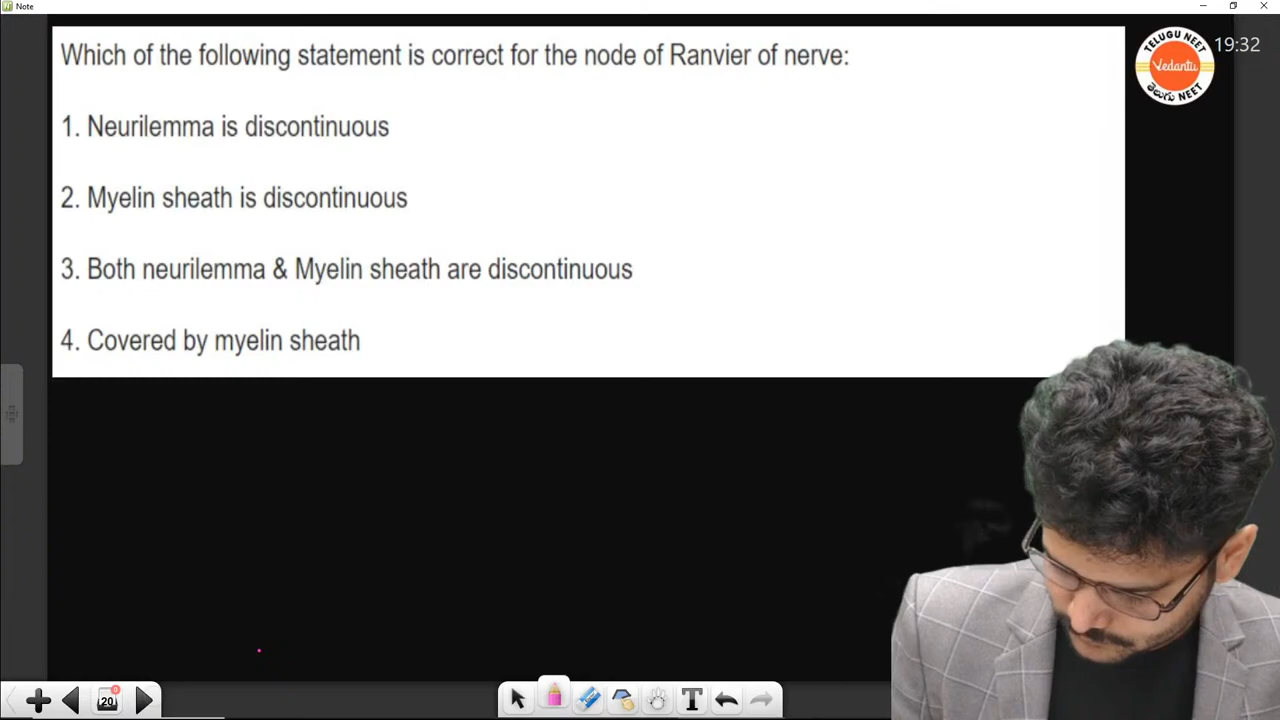 Note
Which of the following statement is correct for the node of Ranvier of nerve:
1. Neurilemma is discontinuous
2. Myelin sheath is discontinuous
3. Both neurilemma & Myelin sheath are discontinuous
4. Covered by myelin sheath
TELUGU NEET
Vedantu
తెలుగు NEET
19:32
20
0
T